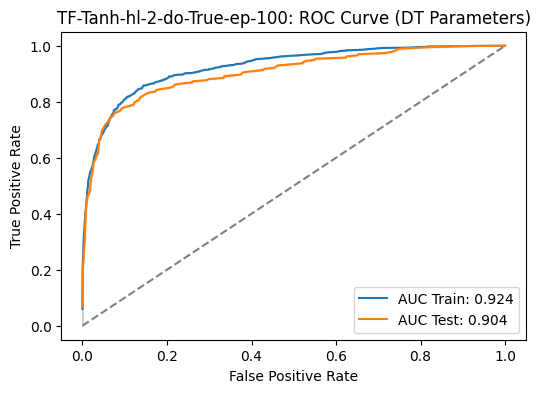 TF-Tanh-hl-2-do-True-ep-100: ROC Curve (DT Parameters)
True Positive Rate
1.0
0.8
0.6
0.4
0.2
0.0
AUC Train: 0.924
AUC Test: 0.904
0.0 0.2 0.4 0.6 0.8 1.0
False Positive Rate